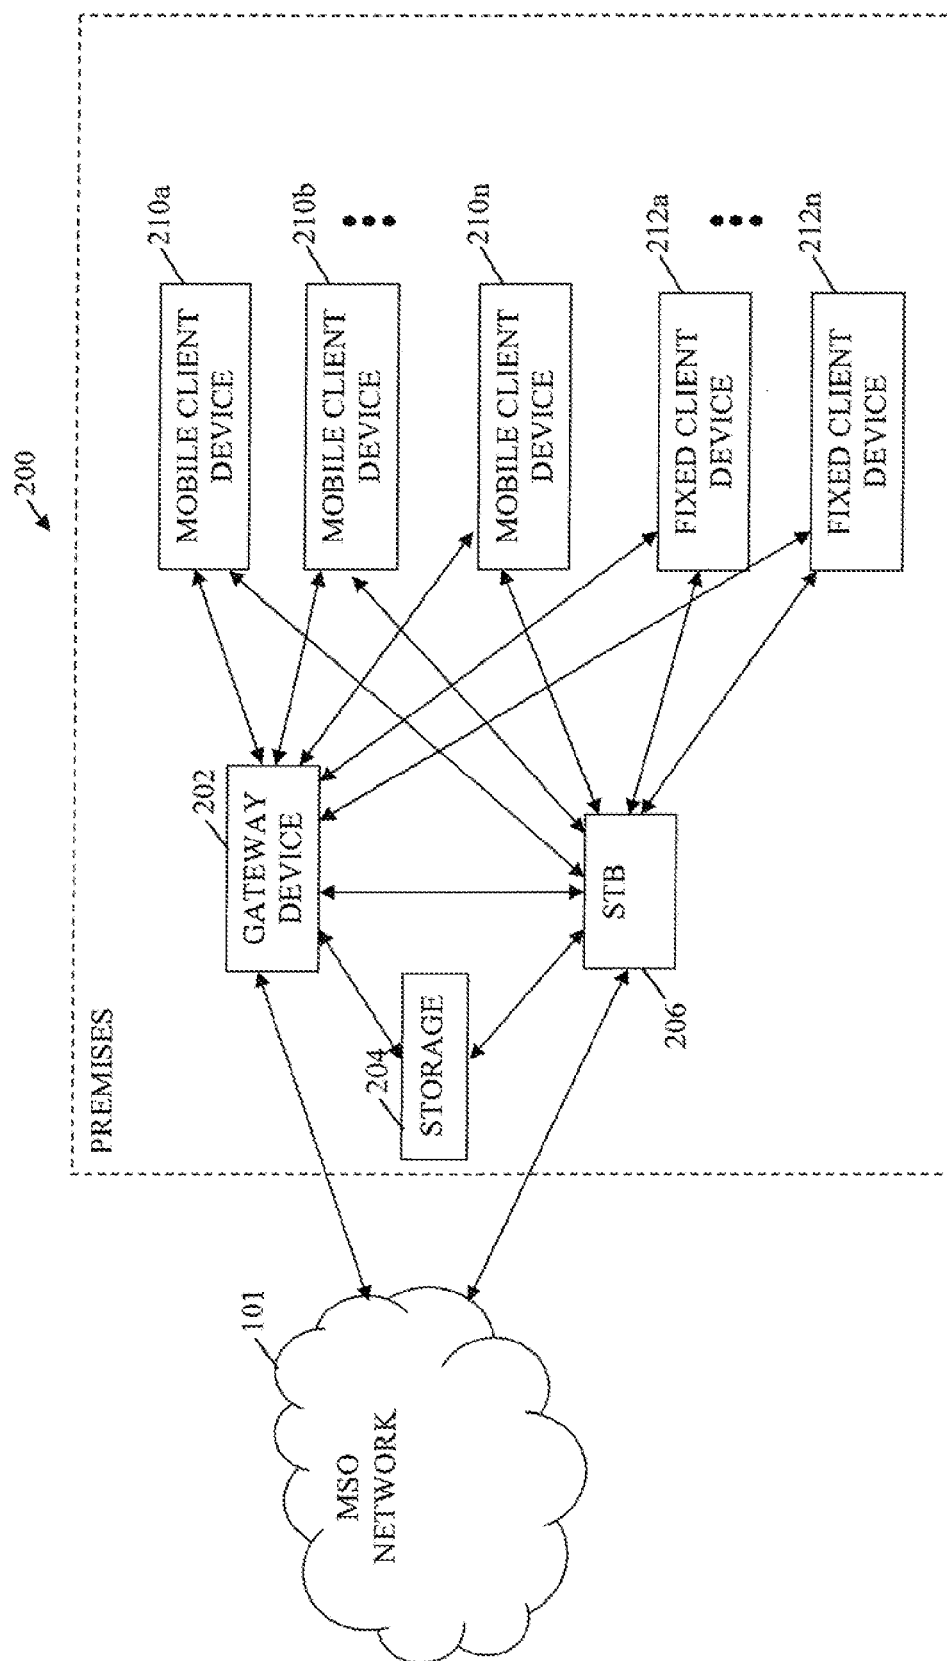 200
PREMISES
101
MSO
NETWORK
202
GATEWAY
DEVICE
204
STORAGE
STB
206
210a
MOBILE CLIENT
DEVICE
210b
MOBILE CLIENT
DEVICE
210n
MOBILE CLIENT
DEVICE
212a
FIXED CLIENT
DEVICE
212n
FIXED CLIENT
DEVICE